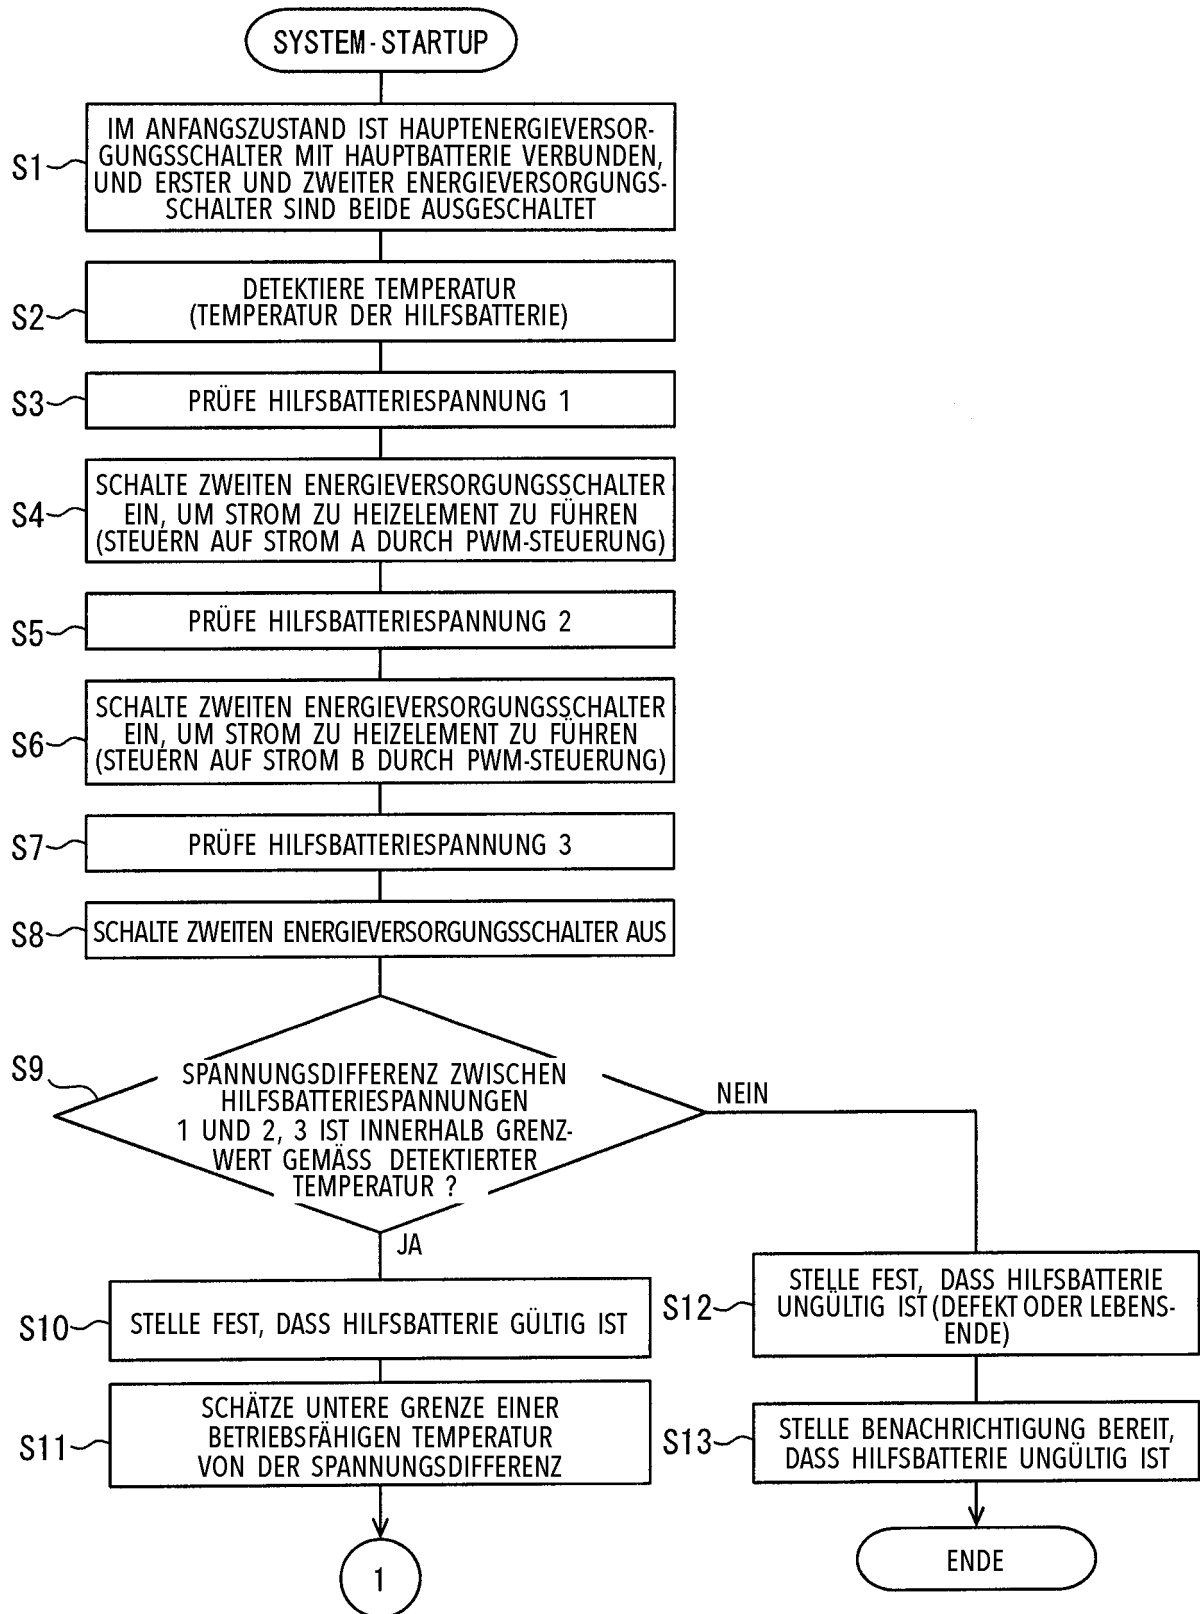 SYSTEM-STARTUP
S1
IM ANFANGSZUSTAND IST HAUPTENERGIEVERSOR-
GUNGSSCHALTER MIT HAUPTBATTERIE VERBUNDEN,
UND ERSTER UND ZWEITER ENERGIEVERSORGUNGS-
SCHALTER SIND BEIDE AUSGESCHALTET
S2
DETEKTIERE TEMPERATUR
(TEMPERATUR DER HILFSBATTERIE)
S3
PRÜFE HILFSBATTERIESPANNUNG 1
S4
SCHALTE ZWEITEN ENERGIEVERSORGUNGSSCHALTER
EIN, UM STROM ZU HEIZELEMENT ZU FÜHREN
(STEUERN AUF STROM A DURCH PWM-STEUERUNG)
S5
PRÜFE HILFSBATTERIESPANNUNG 2
S6
SCHALTE ZWEITEN ENERGIEVERSORGUNGSSCHALTER
EIN, UM STROM ZU HEIZELEMENT ZU FÜHREN
(STEUERN AUF STROM B DURCH PWM-STEUERUNG)
S7
PRÜFE HILFSBATTERIESPANNUNG 3
S8
SCHALTE ZWEITEN ENERGIEVERSORGUNGSSCHALTER AUS
S9
SPANNUNGSDIFFERENZ ZWISCHEN
HILFSBATTERIESPANNUNGEN
1 UND 2, 3 IST INNERHALB GRENZ-
WERT GEMÄSS DETEKTIERTER
TEMPERATUR ?
NEIN
JA
S10
STELLE FEST, DASS HILFSBATTERIE GÜLTIG IST
S11
SCHÄTZE UNTERE GRENZE EINER
BETRIEBSFÄHIGEN TEMPERATUR
VON DER SPANNUNGSDIFFERENZ
1
S12
STELLE FEST, DASS HILFSBATTERIE
UNGÜLTIG IST (DEFEKT ODER LEBENS-
ENDE)
S13
STELLE BENACHRICHTIGUNG BEREIT,
DASS HILFSBATTERIE UNGÜLTIG IST
ENDE